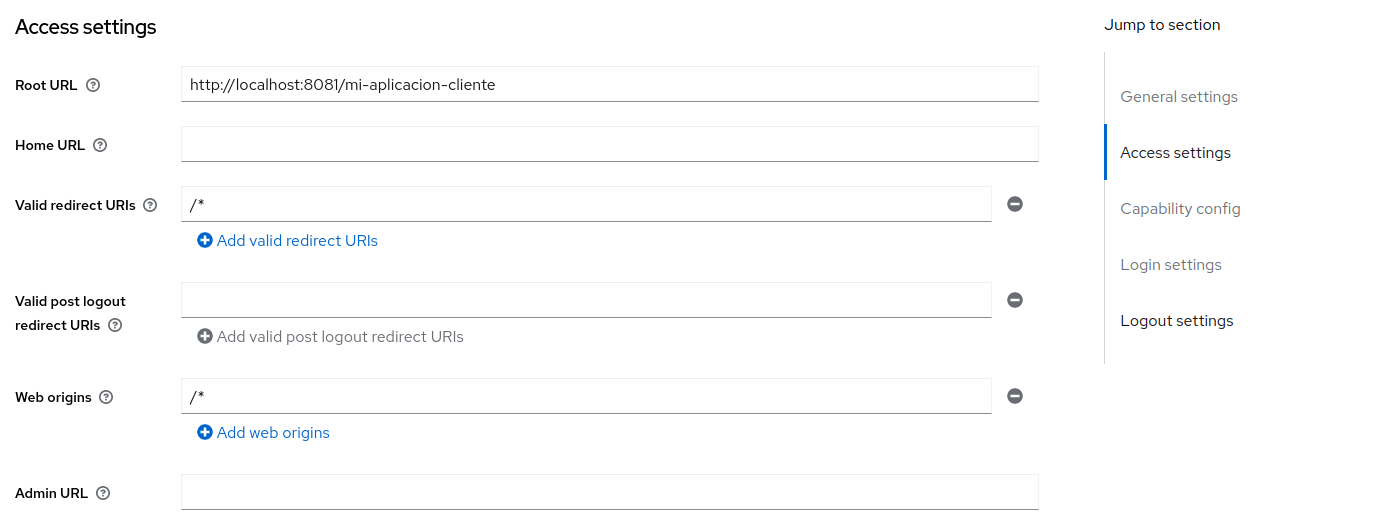 Access settings
Jump to section
Root URL
http://localhost:8081/mi-aplicacion-cliente
General settings
Home URL
Access settings
Valid redirect URIs
/*
Capability config
Add valid redirect URIs
Login settings
Valid post logout
redirect URIs
Logout settings
Add valid post logout redirect URIs
Web origins
/*
Add web origins
Admin URL